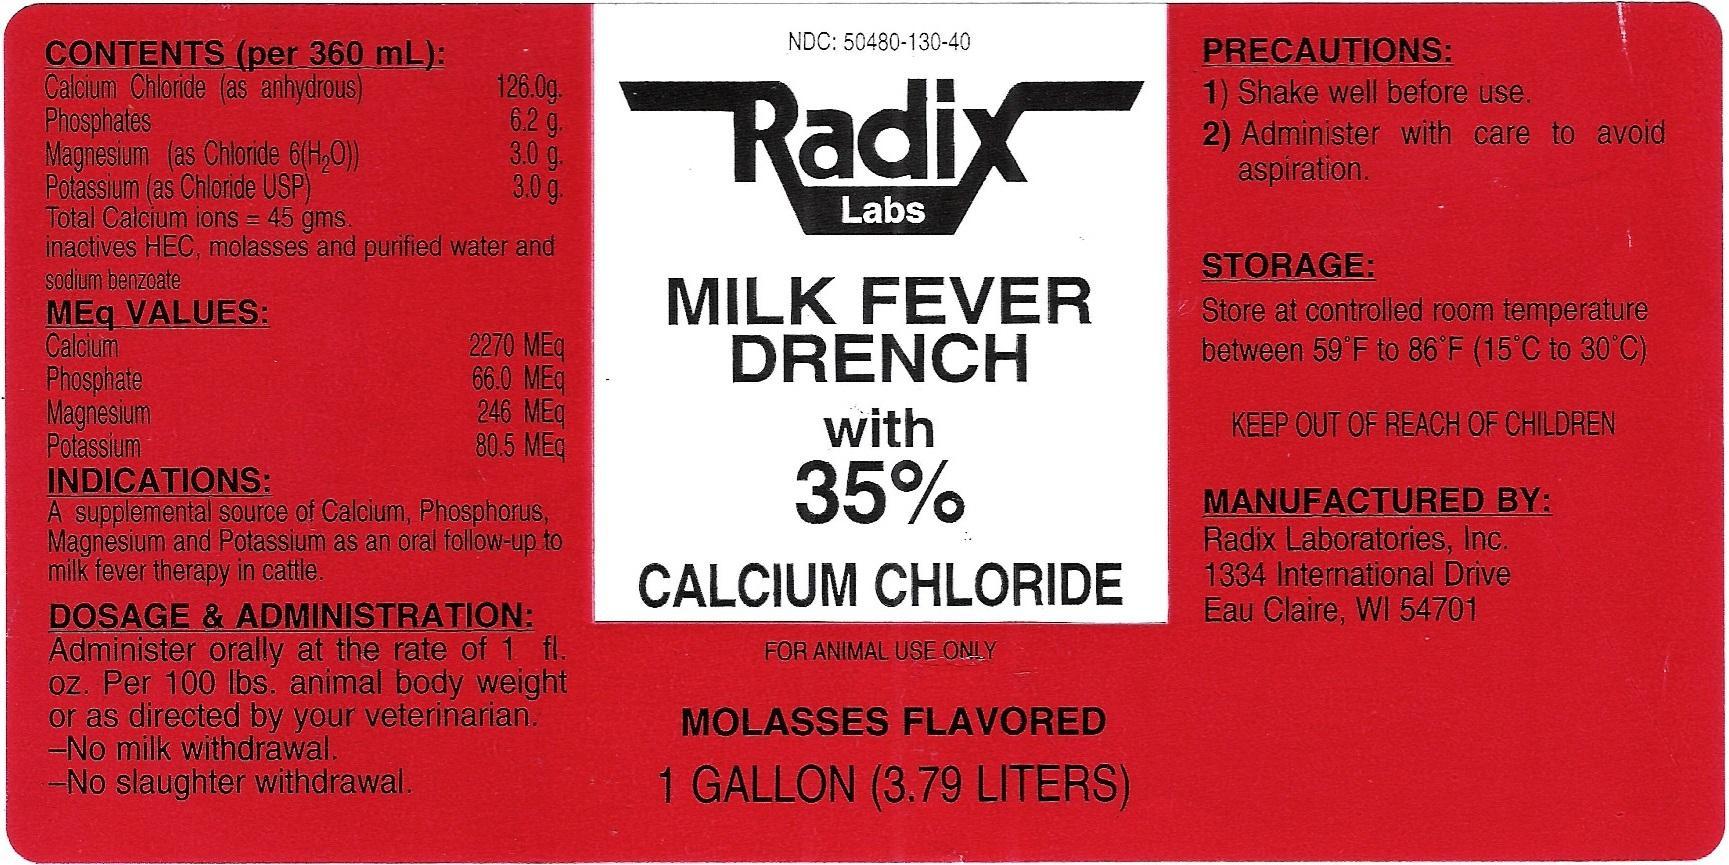 CONTENTS (per 360 mL):
Calcium Chloride (as anhydrous) 126.0g.
Phosphates 6.2 g.
Magnesium (as Chloride 6(H₂O)) 3.0 g.
Potassium (as Chloride USP) 3.0 g.
Total Calcium ions = 45 gms.
inactives HEC, molasses and purified water and
sodium benzoate
MEq VALUES:
Calcium 2270 MEq
Phosphate 66.0 MEq
Magnesium 246 MEq
Potassium 80.5 MEq
INDICATIONS:
A supplemental source of Calcium, Phosphorus,
Magnesium and Potassium as an oral follow-up to
milk fever therapy in cattle.
DOSAGE & ADMINISTRATION:
Administer orally at the rate of 1 fl.
oz. Per 100 lbs. animal body weight
or as directed by your veterinarian.
–No milk withdrawal.
–No slaughter withdrawal.
NDC: 50480-130-40
Radix
Labs
MILK FEVER
DRENCH
with
35%
CALCIUM CHLORIDE
FOR ANIMAL USE ONLY
MOLASSES FLAVORED
1 GALLON (3.79 LITERS)
PRECAUTIONS:
1) Shake well before use.
2) Administer with care to avoid
aspiration.
STORAGE:
Store at controlled room temperature
between 59°F to 86°F (15°C to 30°C)
KEEP OUT OF REACH OF CHILDREN
MANUFACTURED BY:
Radix Laboratories, Inc.
1334 International Drive
Eau Claire, WI 54701